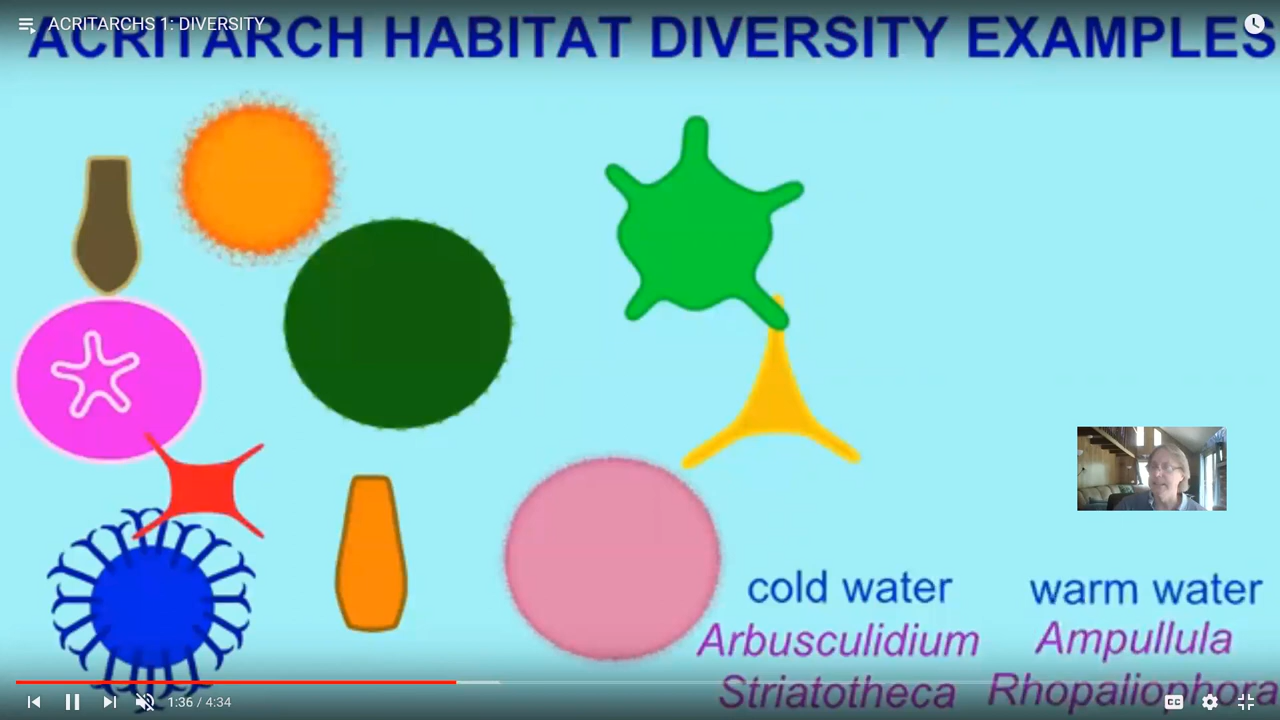 ACRITARCHS 1: DIVERSITY
ACRITARCH HABITAT DIVERSITY EXAMPLES
cold water
warm water
Arbusculidium
Ampullula
Striatotheca
Rhopaliophora
1:36 / 4:34
CC